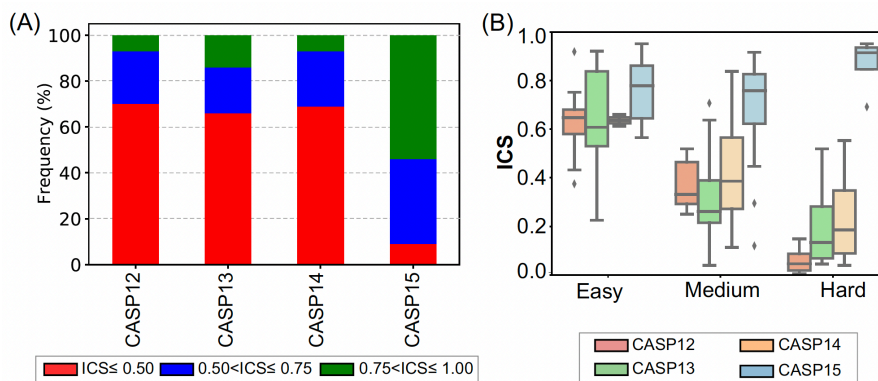 (A)
Frequency (%)
100
80
60
40
20
0
CASP12
CASP13
CASP14
CASP15
ICS≤ 0.50
0.50<ICS≤ 0.75
0.75<ICS≤ 1.00
(B)
ICS
1.0
0.8
0.6
0.4
0.2
0.0
Easy
Medium
Hard
CASP12
CASP14
CASP13
CASP15